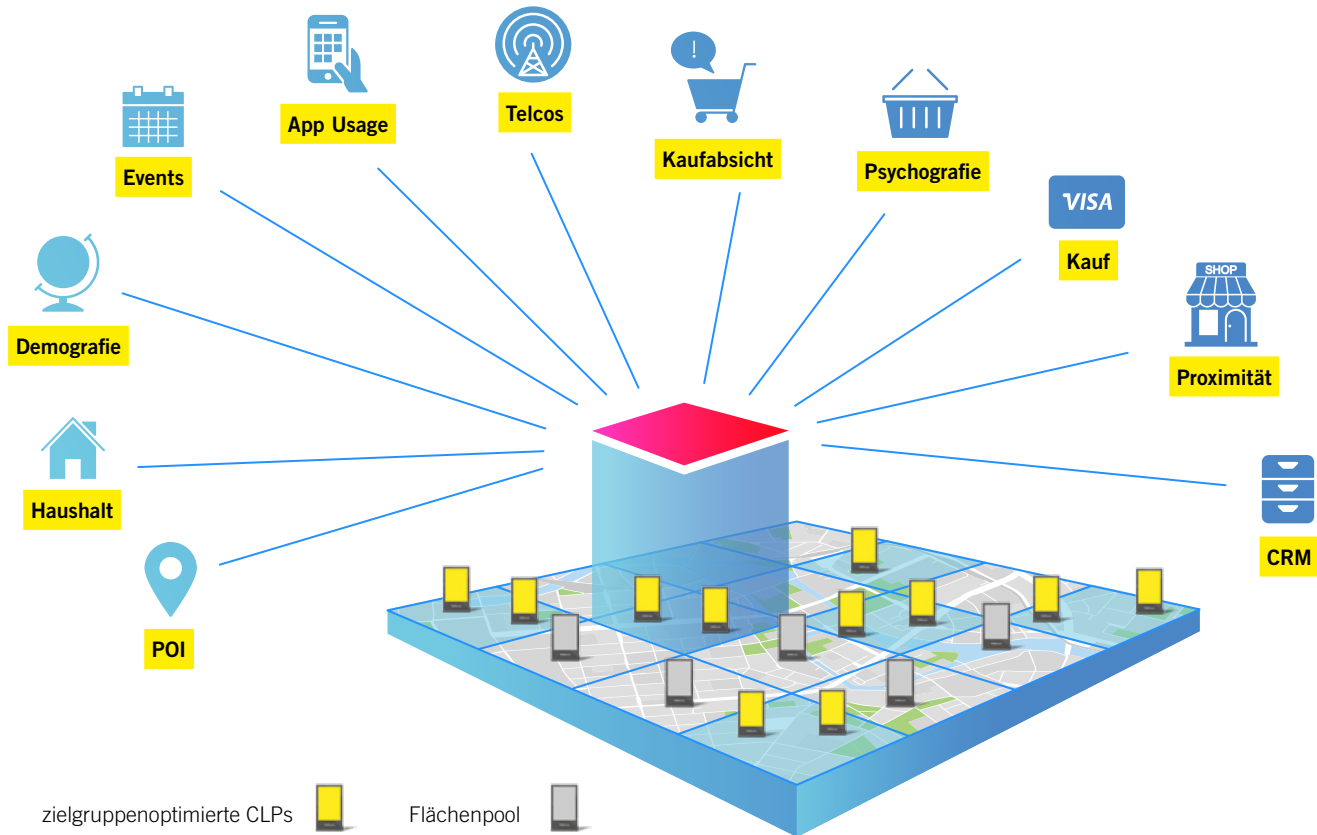 App Usage
Telcos
!
Kaufabsicht
Psychografie
Events
VISA
Kauf
Demografie
SHOP
Proximität
Haushalt
CRM
POI
zielgruppenoptimierte CLPs
Flächenpool